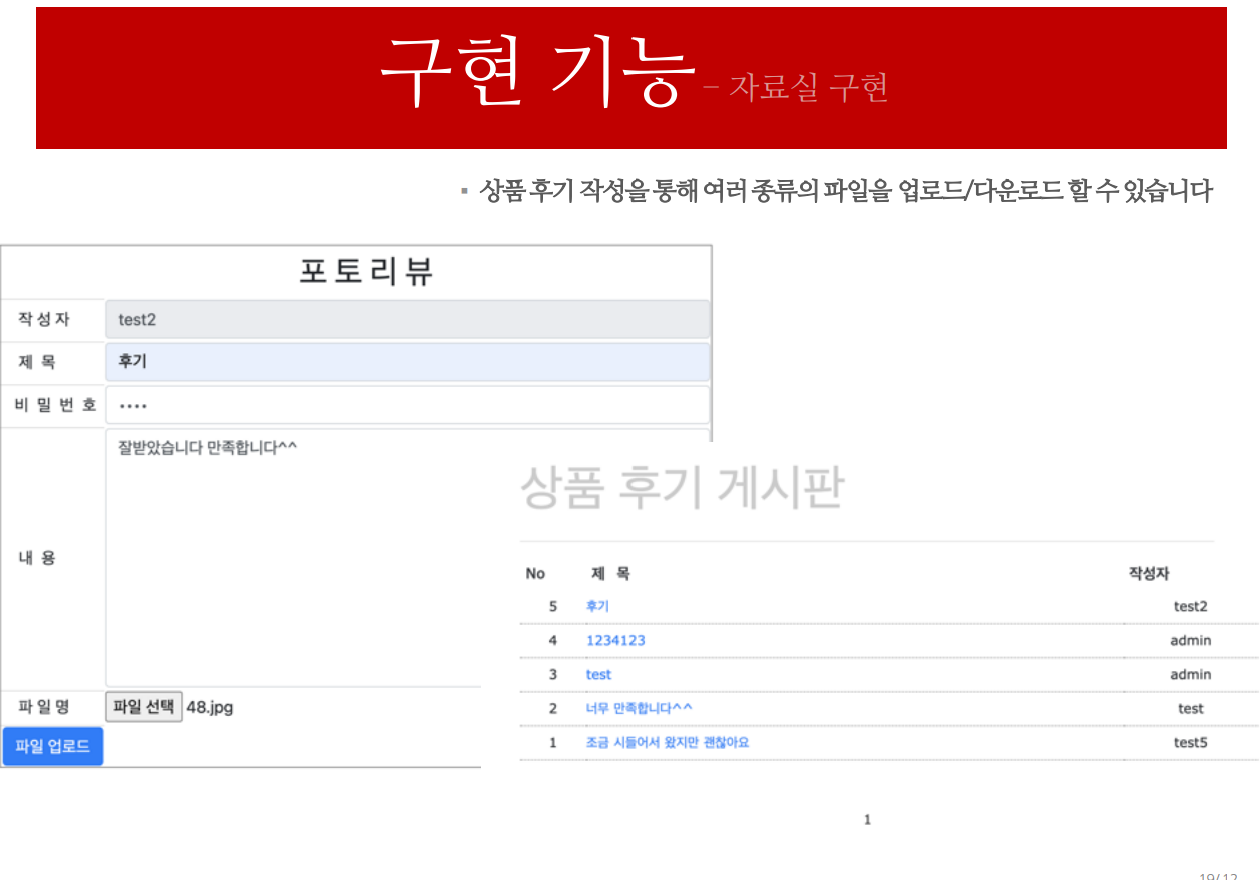 구현 기능 – 자료실 구현
▪ 상품 후기 작성을 통해 여러 종류의 파일을 업로드/다운로드 할 수 있습니다
포토리뷰
작성자 test2
제 목 후기
비 밀 번 호 ••••
내 용 잘받았습니다 만족합니다^^
파일명 파일 선택 48.jpg
파일 업로드
상품 후기 게시판
No 제 목 작성자
5 후기 test2
4 1234123 admin
3 test admin
2 너무 만족합니다^^ test
1 조금 시들어서 왔지만 괜찮아요 test5
1
19/12